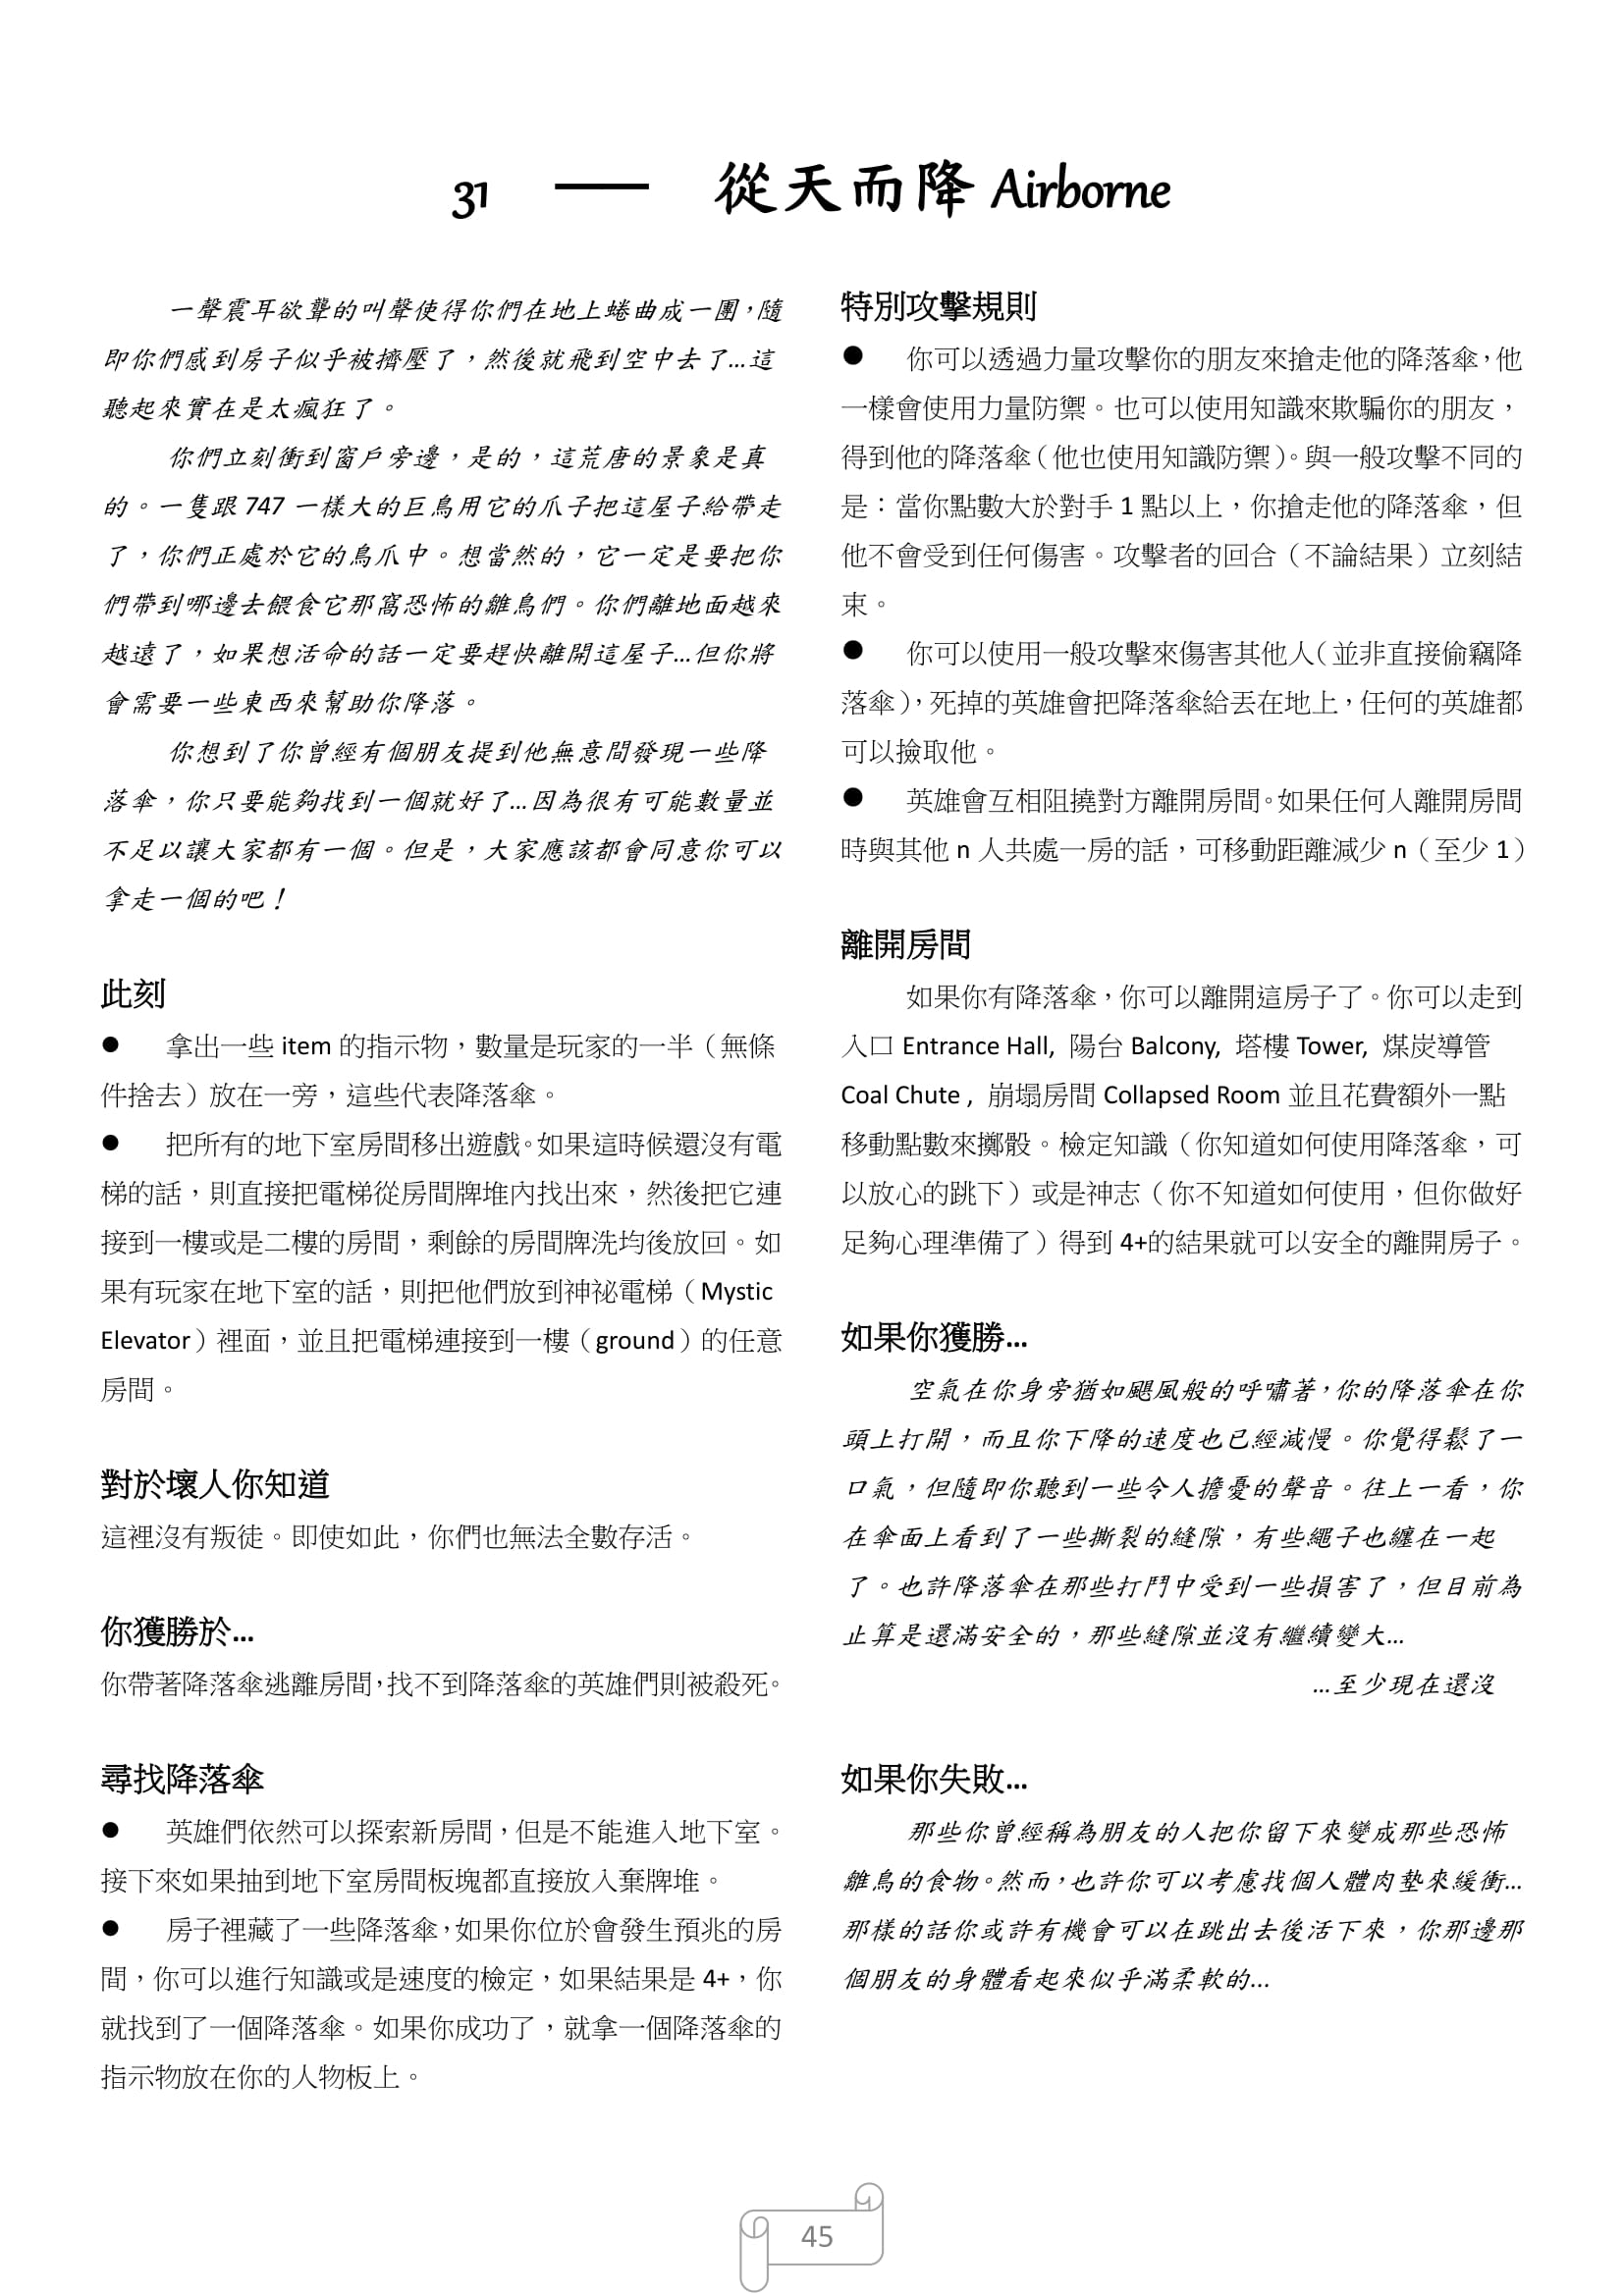 31 — 從天而降 Airborne
一聲震耳欲聾的叫聲使得你們在地上蜷曲成一團，隨
即你們感到房子似乎被擠壓了，然後就飛到空中去了…這
聽起來實在是太瘋狂了。
你們立刻衝到窗戶旁邊，是的，這荒唐的景象是真
的。一隻跟 747 一樣大的巨鳥用它的爪子把這屋子給帶走
了，你們正處於它的鳥爪中。想當然的，它一定是要把你
們帶到哪邊去餵食它那窩恐怖的雛鳥們。你們離地面越來
越遠了，如果想活命的話一定要趕快離開這屋子…但你將
會需要一些東西來幫助你降落。
你想到了你曾經有個朋友提到他無意間發現一些降
落傘，你只要能夠找到一個就好了…因為很有可能數量並
不足以讓大家都有一個。但是，大家應該都會同意你可以
拿走一個的吧！
此刻
● 拿出一些 item 的指示物，數量是玩家的一半（無條
件捨去）放在一旁，這些代表降落傘。
● 把所有的地下室房間移出遊戲。如果這時候還沒有電
梯的話，則直接把電梯從房間牌堆內找出來，然後把它連
接到一樓或是二樓的房間，剩餘的房間牌洗均後放回。如
果有玩家在地下室的話，則把他們放到神祕電梯（Mystic
Elevator）裡面，並且把電梯連接到一樓（ground）的任意
房間。
對於壞人你知道
這裡沒有叛徒。即使如此，你們也無法全數存活。
你獲勝於…
你帶著降落傘逃離房間，找不到降落傘的英雄們則被殺死。
尋找降落傘
● 英雄們依然可以探索新房間，但是不能進入地下室。
接下來如果抽到地下室房間板塊都直接放入棄牌堆。
● 房子裡藏了一些降落傘，如果你位於會發生預兆的房
間，你可以進行知識或是速度的檢定，如果結果是 4+，你
就找到了一個降落傘。如果你成功了，就拿一個降落傘的
指示物放在你的人物板上。
特別攻擊規則
● 你可以透過力量攻擊你的朋友來搶走他的降落傘，他
一樣會使用力量防禦。也可以使用知識來欺騙你的朋友，
得到他的降落傘（他也使用知識防禦）。與一般攻擊不同的
是：當你點數大於對手 1 點以上，你搶走他的降落傘，但
他不會受到任何傷害。攻擊者的回合（不論結果）立刻結
束。
● 你可以使用一般攻擊來傷害其他人（並非直接偷竊降
落傘），死掉的英雄會把降落傘給丟在地上，任何的英雄都
可以撿取他。
● 英雄會互相阻撓對方離開房間。如果任何人離開房間
時與其他 n 人共處一房的話，可移動距離減少 n（至少 1）
離開房間
如果你有降落傘，你可以離開這房子了。你可以走到
入口 Entrance Hall, 陽台 Balcony, 塔樓 Tower, 煤炭導管
Coal Chute , 崩塌房間 Collapsed Room 並且花費額外一點
移動點數來擲骰。檢定知識（你知道如何使用降落傘，可
以放心的跳下）或是神志（你不知道如何使用，但你做好
足夠心理準備了）得到 4+的結果就可以安全的離開房子。
如果你獲勝…
空氣在你身旁猶如颶風般的呼嘯著，你的降落傘在你
頭上打開，而且你下降的速度也已經減慢。你覺得鬆了一
口氣，但隨即你聽到一些令人擔憂的聲音。往上一看，你
在傘面上看到了一些撕裂的縫隙，有些繩子也纏在一起
了。也許降落傘在那些打鬥中受到一些損害了，但目前為
止算是還滿安全的，那些縫隙並沒有繼續變大…
…至少現在還沒
如果你失敗…
那些你曾經稱為朋友的人把你留下來變成那些恐怖
雛鳥的食物。然而，也許你可以考慮找個人體肉墊來緩衝…
那樣的話你或許有機會可以在跳出去後活下來，你那邊那
個朋友的身體看起來似乎滿柔軟的…
45